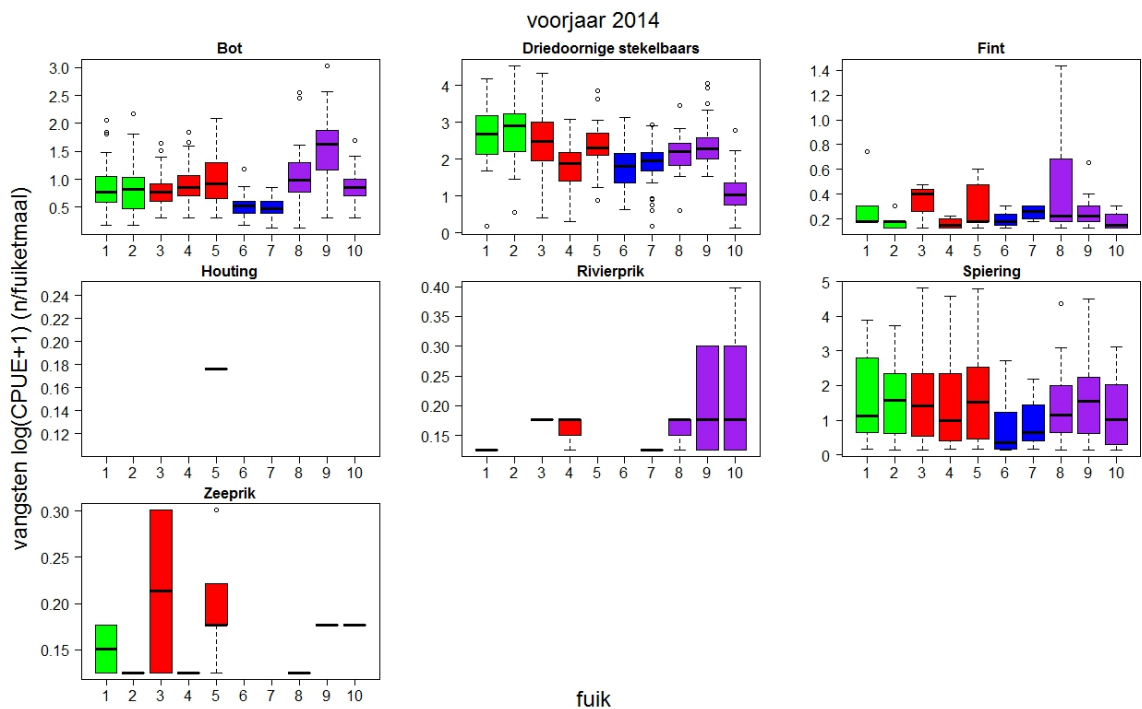 voorjaar 2014
Bot
Driedoornige stekelbaars
Fint
3.0
2.5
2.0
1.5
1.0
0.5
4
3
2
1
0
1.4
1.2
1.0
0.8
0.6
0.4
0.2
1 2 3 4 5 6 7 8 9 10
1 2 3 4 5 6 7 8 9 10
1 2 3 4 5 6 7 8 9 10
vangsten log(CPUE+1) (n/fuiketmaal)
Houting
Rivierprik
Spiering
0.24
0.22
0.20
0.18
0.16
0.14
0.12
0.40
0.35
0.30
0.25
0.20
0.15
5
4
3
2
1
0
1 2 3 4 5 6 7 8 9 10
1 2 3 4 5 6 7 8 9 10
1 2 3 4 5 6 7 8 9 10
Zeeprik
0.30
0.25
0.20
0.15
1 2 3 4 5 6 7 8 9 10
fuik